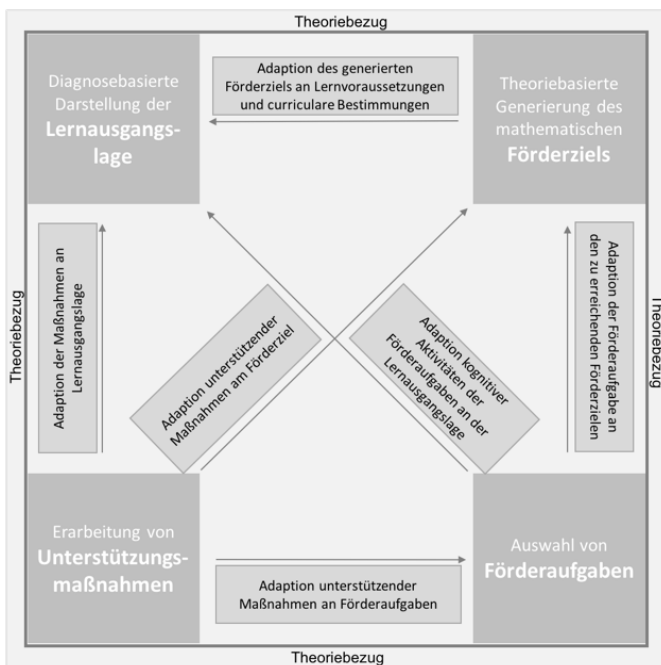 Theoriebezug
Diagnosebasierte
Darstellung der
Lernausgangs-
lage
Adaption des generierten
Förderziels an Lernvoraussetzungen
und curriculare Bestimmungen
Theoriebasierte
Generierung des
mathematischen
Förderziels
Theoriebezug
Adaption der Maßnahmen an
Lernausgangslage
Adaption unterstützender
Maßnahmen am Förderziel
Adaption kognitiver
Aktivitäten der
Förderaufgaben an der
Lernausgangslage
Adaption der Förderaufgabe an
den zu erreichenden Förderzielen
Theoriebezug
Erarbeitung von
Unterstützungs-
maßnahmen
Adaption unterstützender
Maßnahmen an Förderaufgaben
Auswahl von
Förderaufgaben
Theoriebezug